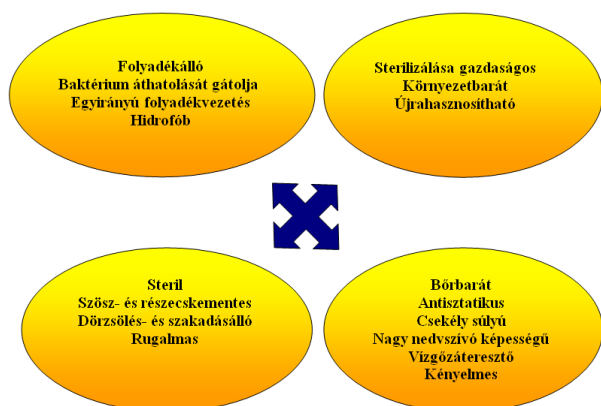 Folyadékálló
Baktérium áthatolását gátolja
Egyirányú folyadékvezetés
Hidrofób
Sterilizálása gazdaságos
Környezetbarát
Újrahasznosítható
Steril
Szösz- és részecskementes
Dörzsölés- és szakadásálló
Rugalmas
Bőrbarát
Antisztatikus
Csekély súlyú
Nagy nedvszívó képességű
Vízgőzáteresztő
Kényelmes